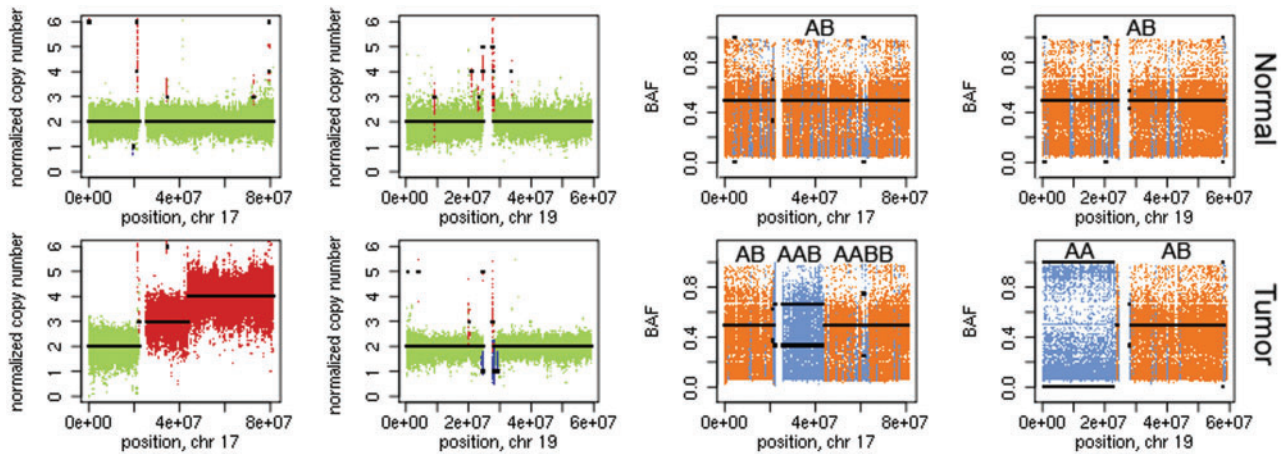 normalized copy number
6
5
4
3
2
1
0
0e+00 4e+07 8e+07
position, chr 17
normalized copy number
6
5
4
3
2
1
0
0e+00 2e+07 4e+07 6e+07
position, chr 19
AB
BAF
0.8
0.4
0.0
0e+00 4e+07 8e+07
position, chr 17
AB
BAF
0.8
0.4
0.0
0e+00 2e+07 4e+07 6e+07
position, chr 19
Normal
normalized copy number
6
5
4
3
2
1
0
0e+00 4e+07 8e+07
position, chr 17
normalized copy number
6
5
4
3
2
1
0
0e+00 2e+07 4e+07 6e+07
position, chr 19
AB AAB AABB
BAF
0.8
0.4
0.0
0e+00 4e+07 8e+07
position, chr 17
AA AB
BAF
0.8
0.4
0.0
0e+00 2e+07 4e+07 6e+07
position, chr 19
Tumor